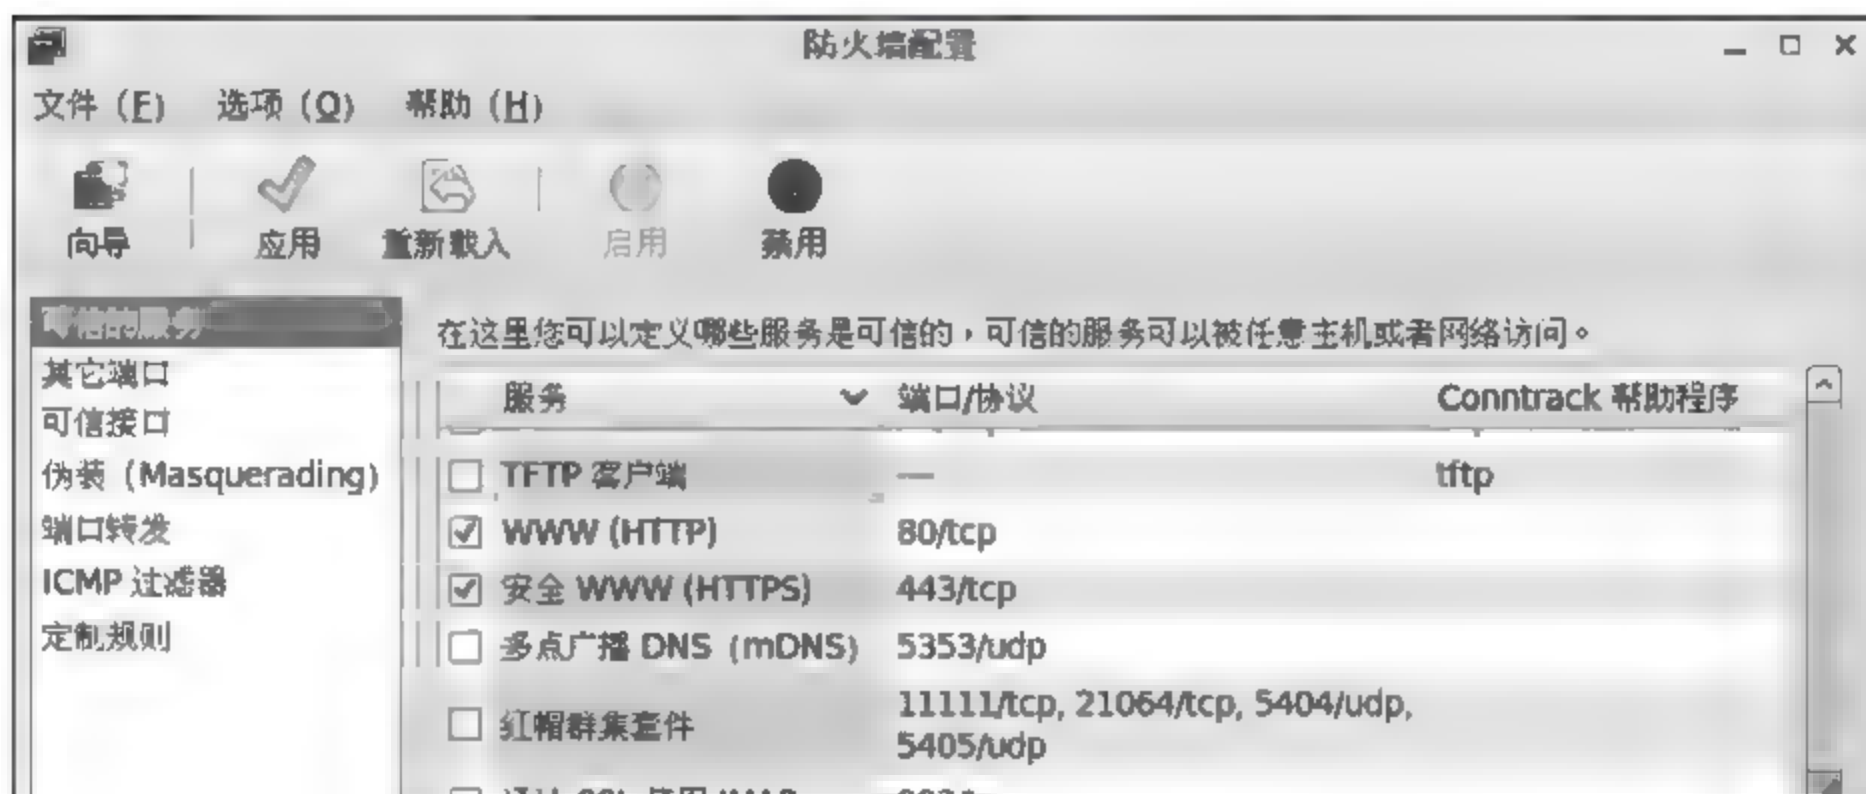 防火墙配置
文件 (F) 选项 (O) 帮助 (H)
向导 应用 重新载入 启用 禁用
可信的服务
其它端口
可信接口
伪装 (Masquerading)
端口转发
ICMP 过滤器
定制规则
在这里您可以定义哪些服务是可信的，可信的服务可以被任意主机或者网络访问。
服务 端口/协议 Conntrack 帮助程序
TFTP 客户端 — tftp
WWW (HTTP) 80/tcp
安全 WWW (HTTPS) 443/tcp
多点广播 DNS (mDNS) 5353/udp
红帽群集套件 11111/tcp, 21064/tcp, 5404/udp,
5405/udp